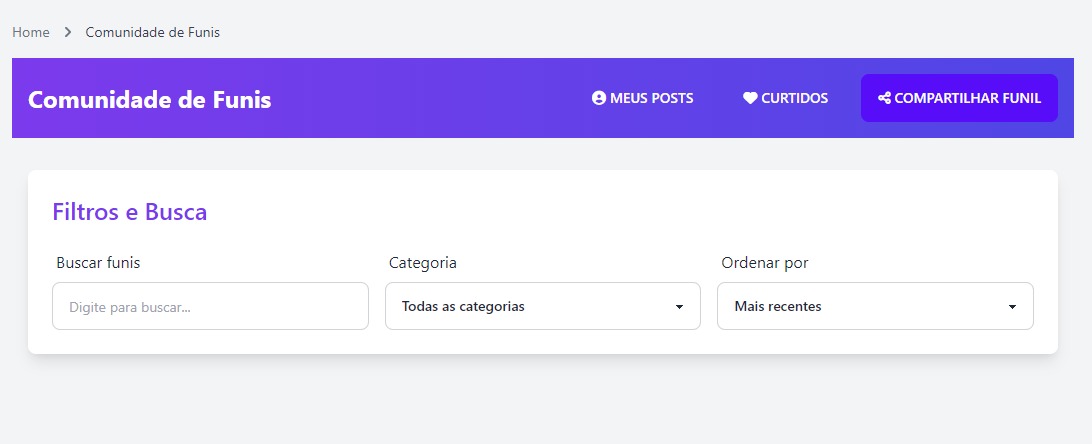 Home > Comunidade de Funis
Comunidade de Funis MEUS POSTS CURTIDOS COMPARTILHAR FUNIL
Filtros e Busca
Buscar funis Categoria Ordenar por
Digite para buscar... Todas as categorias Mais recentes